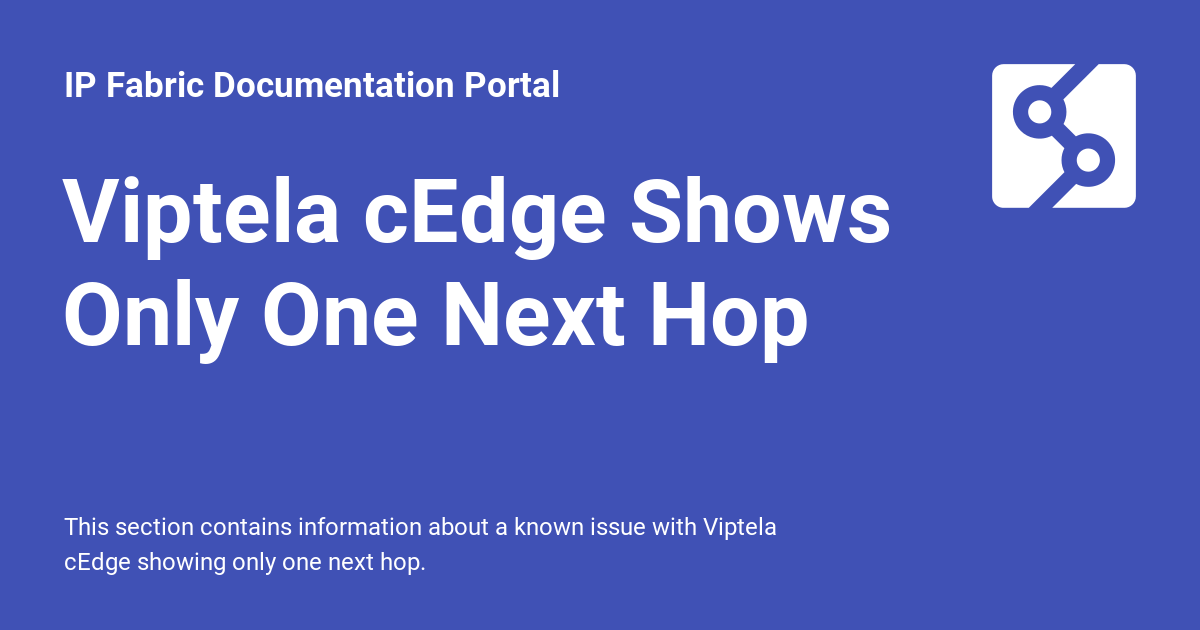 IP Fabric Documentation Portal
Viptela cEdge Shows
Only One Next Hop
This section contains information about a known issue with Viptela
cEdge showing only one next hop.